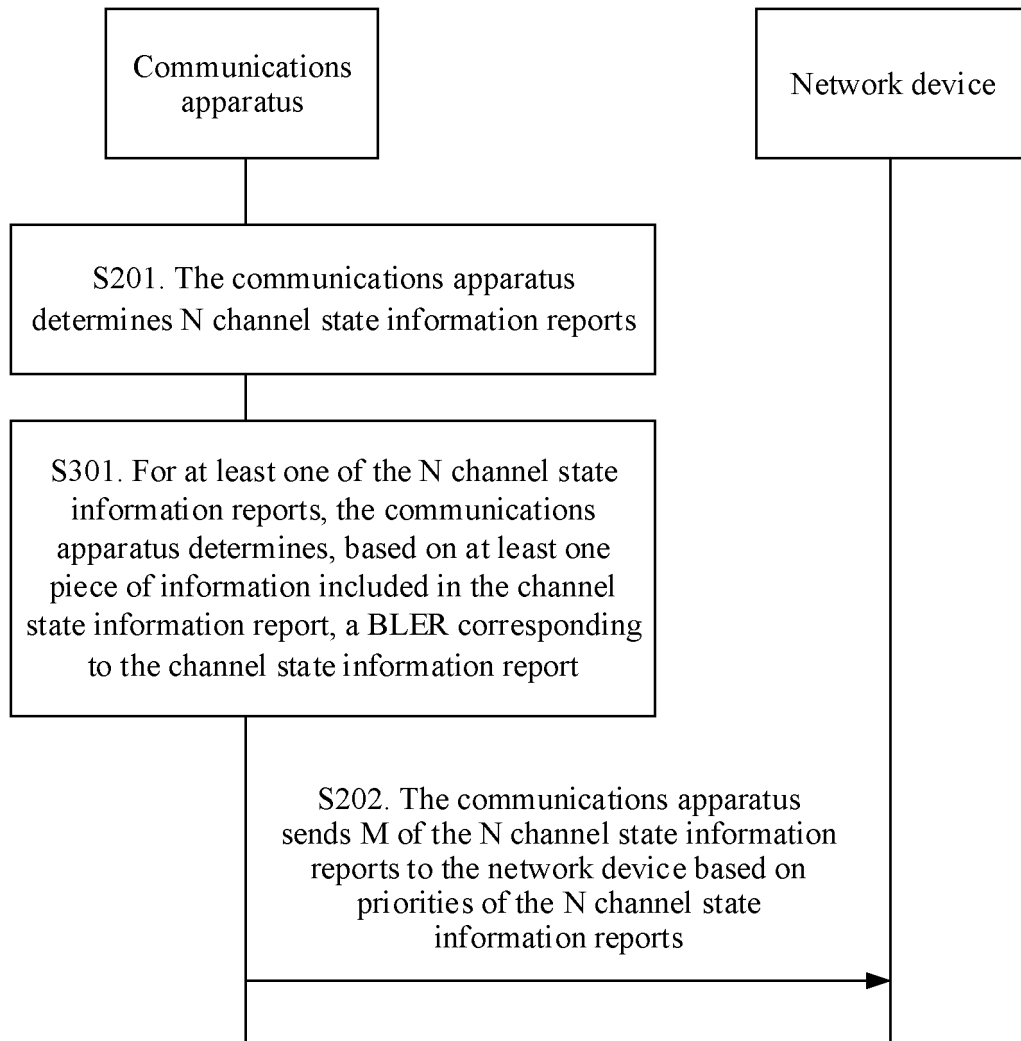 Communications
apparatus
Network device
S201. The communications apparatus
determines N channel state information reports
S301. For at least one of the N channel state
information reports, the communications
apparatus determines, based on at least one
piece of information included in the channel
state information report, a BLER corresponding
to the channel state information report
S202. The communications apparatus
sends M of the N channel state information
reports to the network device based on
priorities of the N channel state
information reports